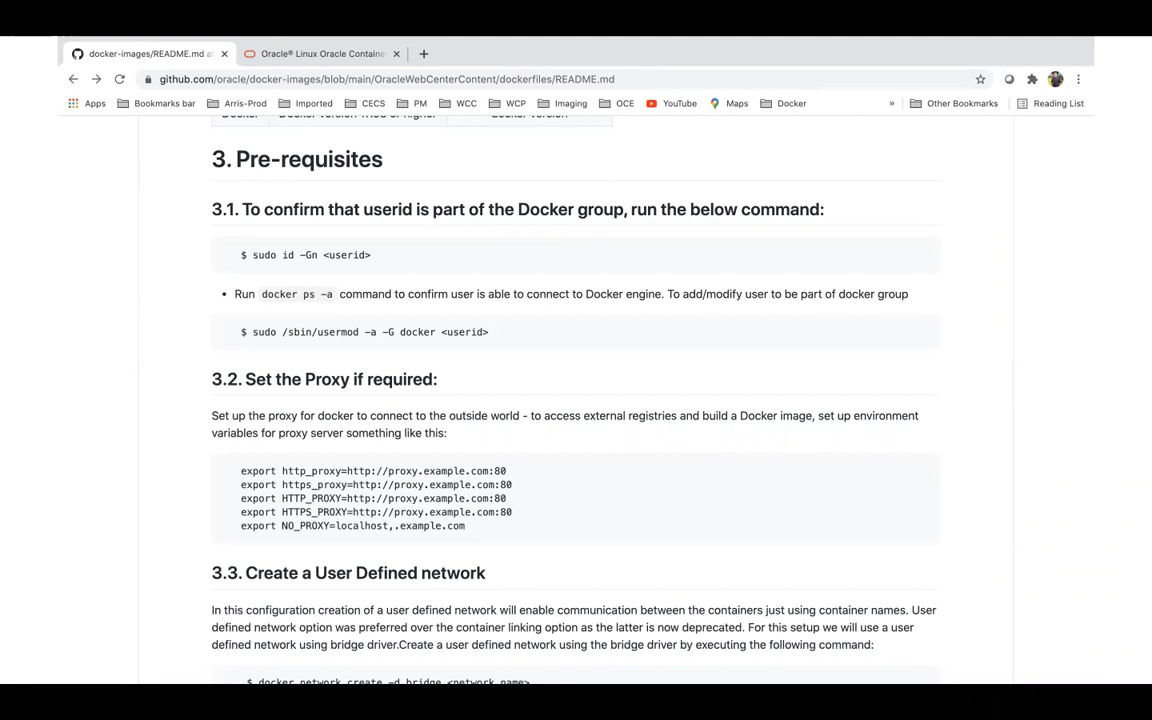 docker-images/README.md a
Oracle® Linux Oracle Containe
github.com/oracle/docker-images/blob/main/OracleWebCenterContent/dockerfiles/README.md
Apps Bookmarks bar Arris-Prod Imported CECS PM WCC WCP Imaging OCE YouTube Maps Docker » Other Bookmarks Reading List
3. Pre-requisites
3.1. To confirm that userid is part of the Docker group, run the below command:
$ sudo id -Gn <userid>
• Run docker ps -a command to confirm user is able to connect to Docker engine. To add/modify user to be part of docker group
$ sudo /sbin/usermod -a -G docker <userid>
3.2. Set the Proxy if required:
Set up the proxy for docker to connect to the outside world - to access external registries and build a Docker image, set up environment
variables for proxy server something like this:
export http_proxy=http://proxy.example.com:80
export https_proxy=http://proxy.example.com:80
export HTTP_PROXY=http://proxy.example.com:80
export HTTPS_PROXY=http://proxy.example.com:80
export NO_PROXY=localhost,.example.com
3.3. Create a User Defined network
In this configuration creation of a user defined network will enable communication between the containers just using container names. User
defined network option was preferred over the container linking option as the latter is now deprecated. For this setup we will use a user
defined network using bridge driver.Create a user defined network using the bridge driver by executing the following command:
$ docker network create -d bridge <network name>